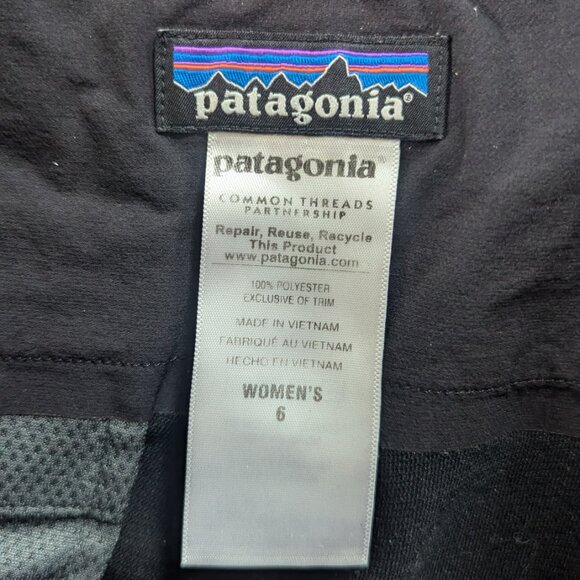 patagonia®
patagonia®
COMMON THREADS
PARTNERSHIP
Repair, Reuse, Recycle
This Product
www.patagonia.com
100% POLYESTER
EXCLUSIVE OF TRIM
MADE IN VIETNAM
FABRIQUÉ AU VIETNAM
HECHO EN VIETNAM
WOMEN'S
6